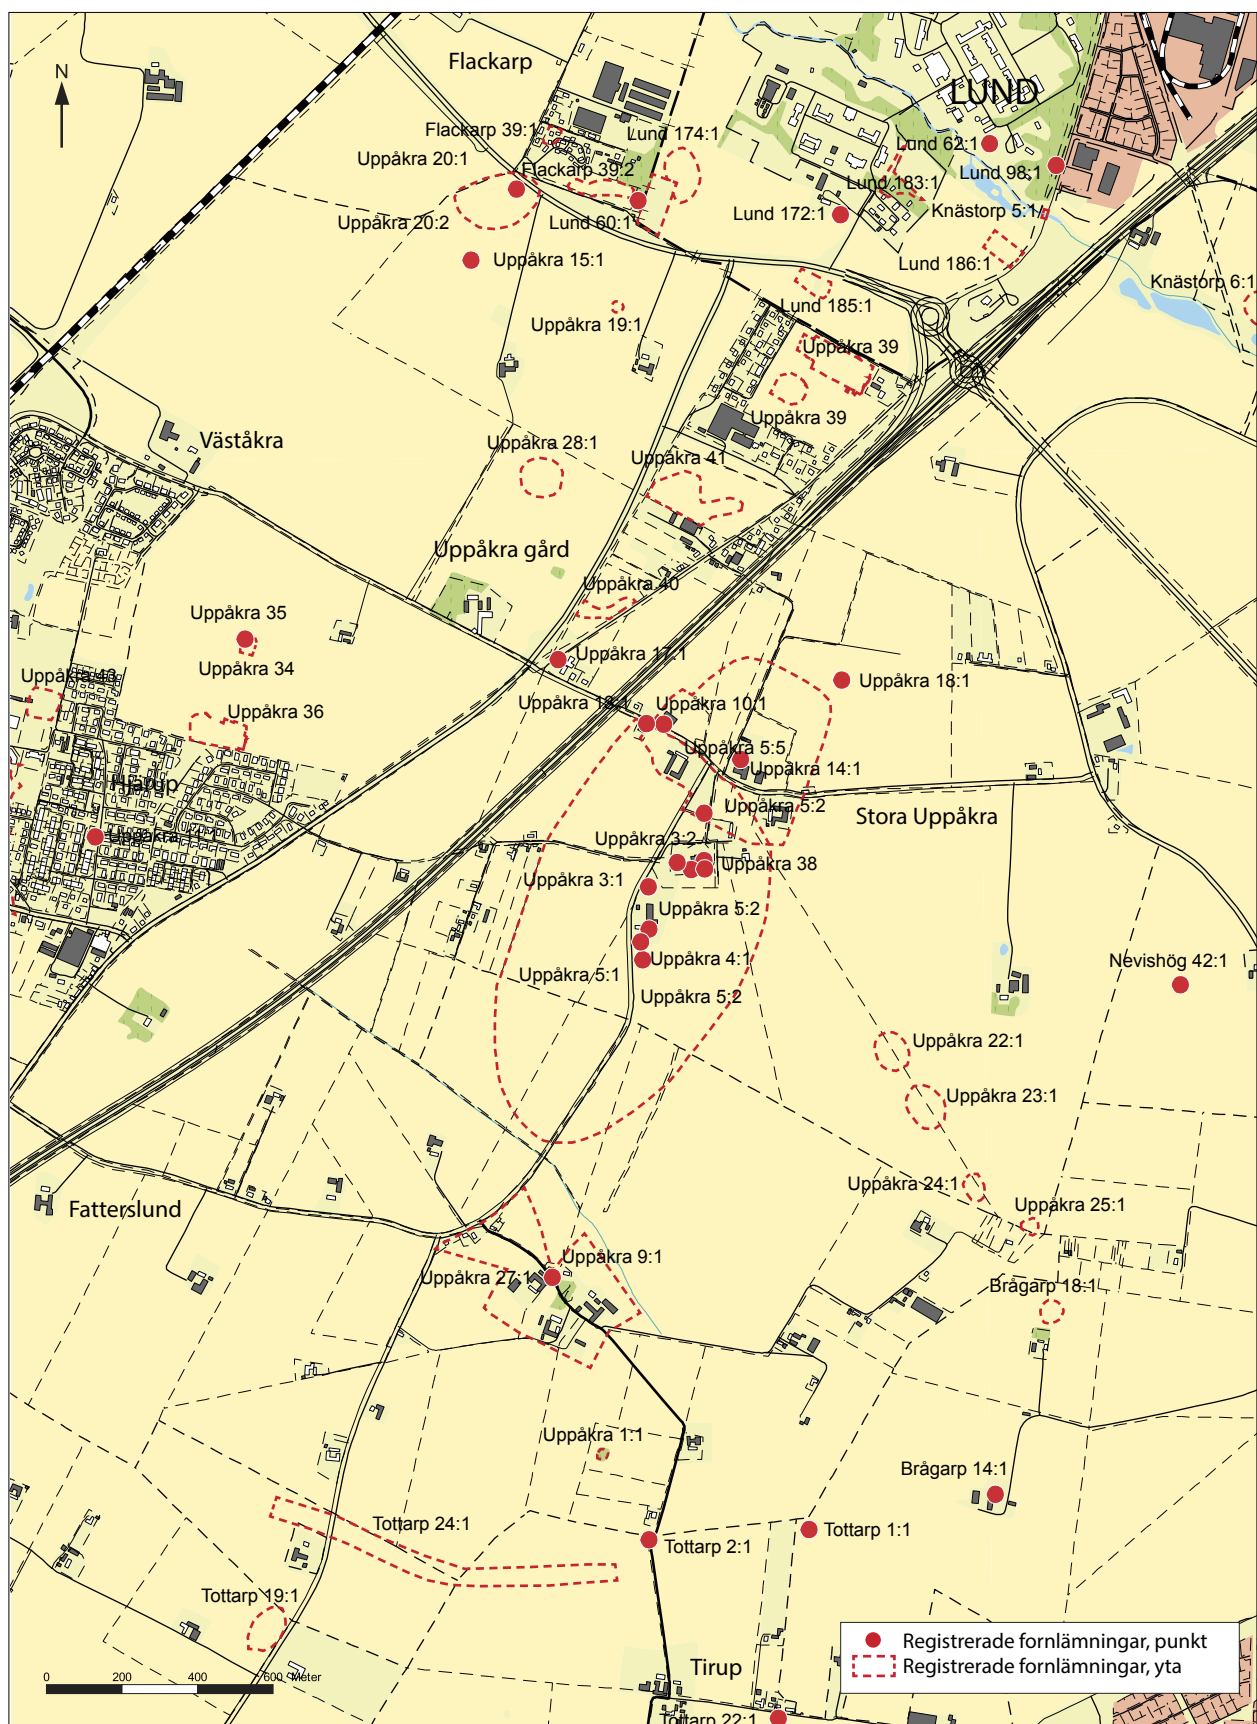 Flackarp
LUND
N
Flackarp 39:1
Lund 174:1
Lund 62:1
Uppåkra 20:1
Flackarp 39:2
Lund 98:1
Lund 183:1
Uppåkra 20:2
Lund 60:1
Lund 172:1
Knästorp 5:1
Uppåkra 15:1
Lund 186:1
Knästorp 6:1
Lund 185:1
Uppåkra 19:1
Uppåkra 39
Uppåkra 39
Väståkra
Uppåkra 28:1
Uppåkra 41
Uppåkra gård
Uppåkra 40
Uppåkra 35
Uppåkra 17:1
Uppåkra 34
Uppåkra 43
Uppåkra 18:1
Uppåkra 36
Uppåkra 10:1
Uppåkra 5:5
Uppåkra 14:1
Hjärup
Uppåkra 5:2
Stora Uppåkra
Uppåkra 11:1
Uppåkra 3:2
Uppåkra 38
Uppåkra 3:1
Uppåkra 5:2
Uppåkra 4:1
Nevishög 42:1
Uppåkra 5:1
Uppåkra 5:2
Uppåkra 22:1
Uppåkra 23:1
Uppåkra 24:1
Uppåkra 25:1
Fatterslund
Uppåkra 9:1
Uppåkra 27:1
Brågarp 18:1
Uppåkra 1:1
Brågarp 14:1
Tottarp 24:1
Tottarp 1:1
Tottarp 2:1
Tottarp 19:1
Registrerade fornlämningar, punkt
Registrerade fornlämningar, yta
Tirup
0 200 400 600 Meter
Tottarp 22:1